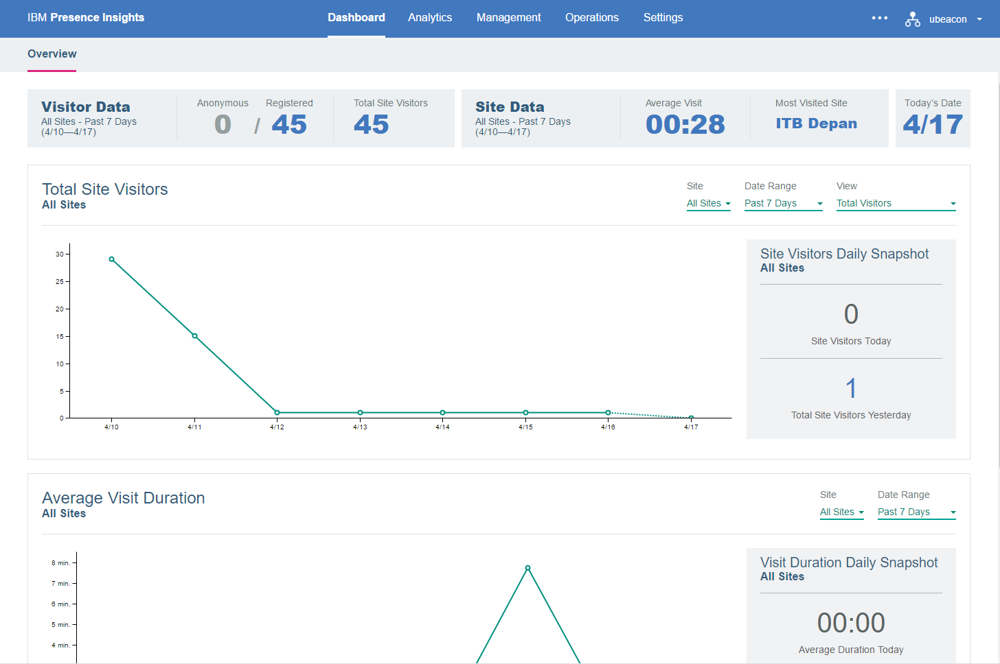 IBM Presence Insights
Dashboard Analytics Management Operations Settings
ubeacon
Overview
Visitor Data
All Sites - Past 7 Days
(4/10—4/17)
Anonymous Registered
0 / 45
Total Site Visitors
45
Site Data
All Sites - Past 7 Days
(4/10—4/17)
Average Visit
00:28
Most Visited Site
ITB Depan
Today's Date
4/17
Total Site Visitors
All Sites
Site Date Range View
All Sites Past 7 Days Total Visitors
30
25
20
15
10
5
0
4/10 4/11 4/12 4/13 4/14 4/15 4/16 4/17
Site Visitors Daily Snapshot
All Sites
0
Site Visitors Today
1
Total Site Visitors Yesterday
Average Visit Duration
All Sites
Site Date Range
All Sites Past 7 Days
8 min.
7 min.
6 min.
5 min.
4 min.
Visit Duration Daily Snapshot
All Sites
00:00
Average Duration Today